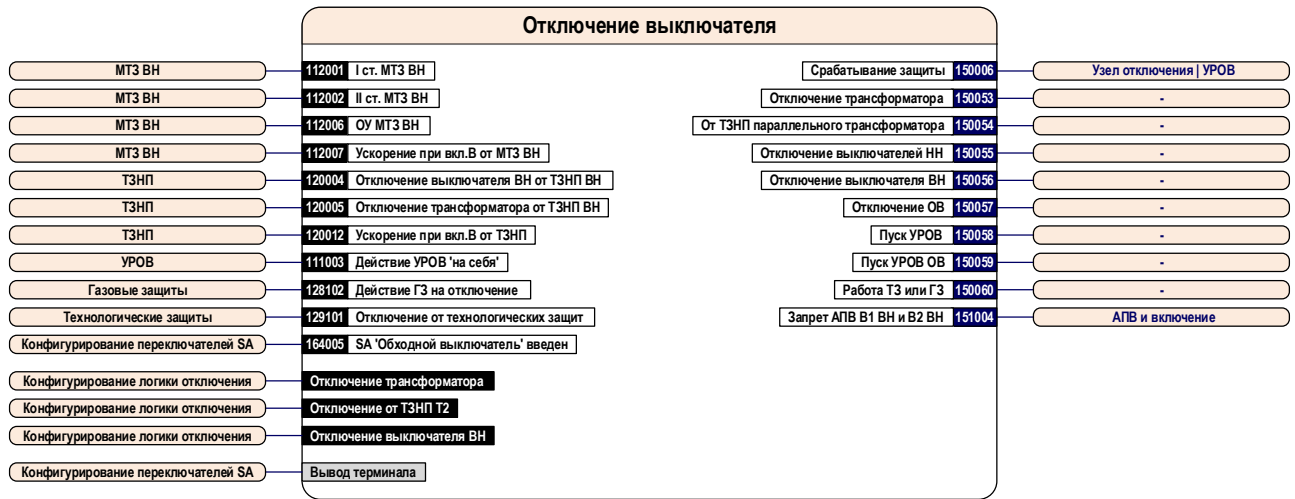 Отключение выключателя
МТЗ ВН 112001 I ст. МТЗ ВН Срабатывание защиты 150006 Узел отключения | УРОВ
МТЗ ВН 112002 II ст. МТЗ ВН Отключение трансформатора 150053 -
МТЗ ВН 112006 ОУ МТЗ ВН От ТЗНП параллельного трансформатора 150054 -
МТЗ ВН 112007 Ускорение при вкл.В от МТЗ ВН Отключение выключателей НН 150055 -
ТЗНП 120004 Отключение выключателя ВН от ТЗНП ВН Отключение выключателя ВН 150056 -
ТЗНП 120005 Отключение трансформатора от ТЗНП ВН Отключение ОВ 150057 -
ТЗНП 120012 Ускорение при вкл.В от ТЗНП Пуск УРОВ 150058 -
УРОВ 111003 Действие УРОВ 'на себя' Пуск УРОВ ОВ 150059 -
Газовые защиты 128102 Действие ГЗ на отключение Работа ТЗ или ГЗ 150060 -
Технологические защиты 129101 Отключение от технологических защит Запрет АПВ В1 ВН и В2 ВН 151004 АПВ и включение
Конфигурирование переключателей SA 164005 SA 'Обходной выключатель' введен
Конфигурирование логики отключения Отключение трансформатора
Конфигурирование логики отключения Отключение от ТЗНП Т2
Конфигурирование логики отключения Отключение выключателя ВН
Конфигурирование переключателей SA Вывод терминала